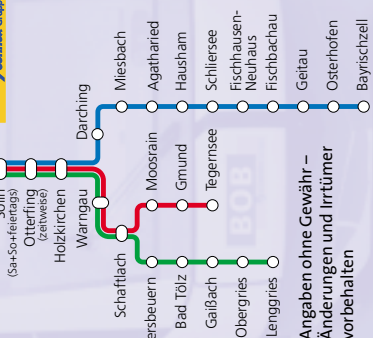 (Sa+So+feiertags)
Otterfing
(zeitweise)
Holzkirchen
Darching
Miesbach
Agatharied
Hausham
Schliersee
Fischhausen-
Neuhaus
Fischbachau
Geitau
Osterhofen
Bayrischzell
Warngau
Schaftlach
Moosrain
Gmund
Tegernsee
Bad Tölz
Gaißach
Obergries
Lenggries
BOB
Angaben ohne Gewähr –
Änderungen und Irrtümer
vorbehalten